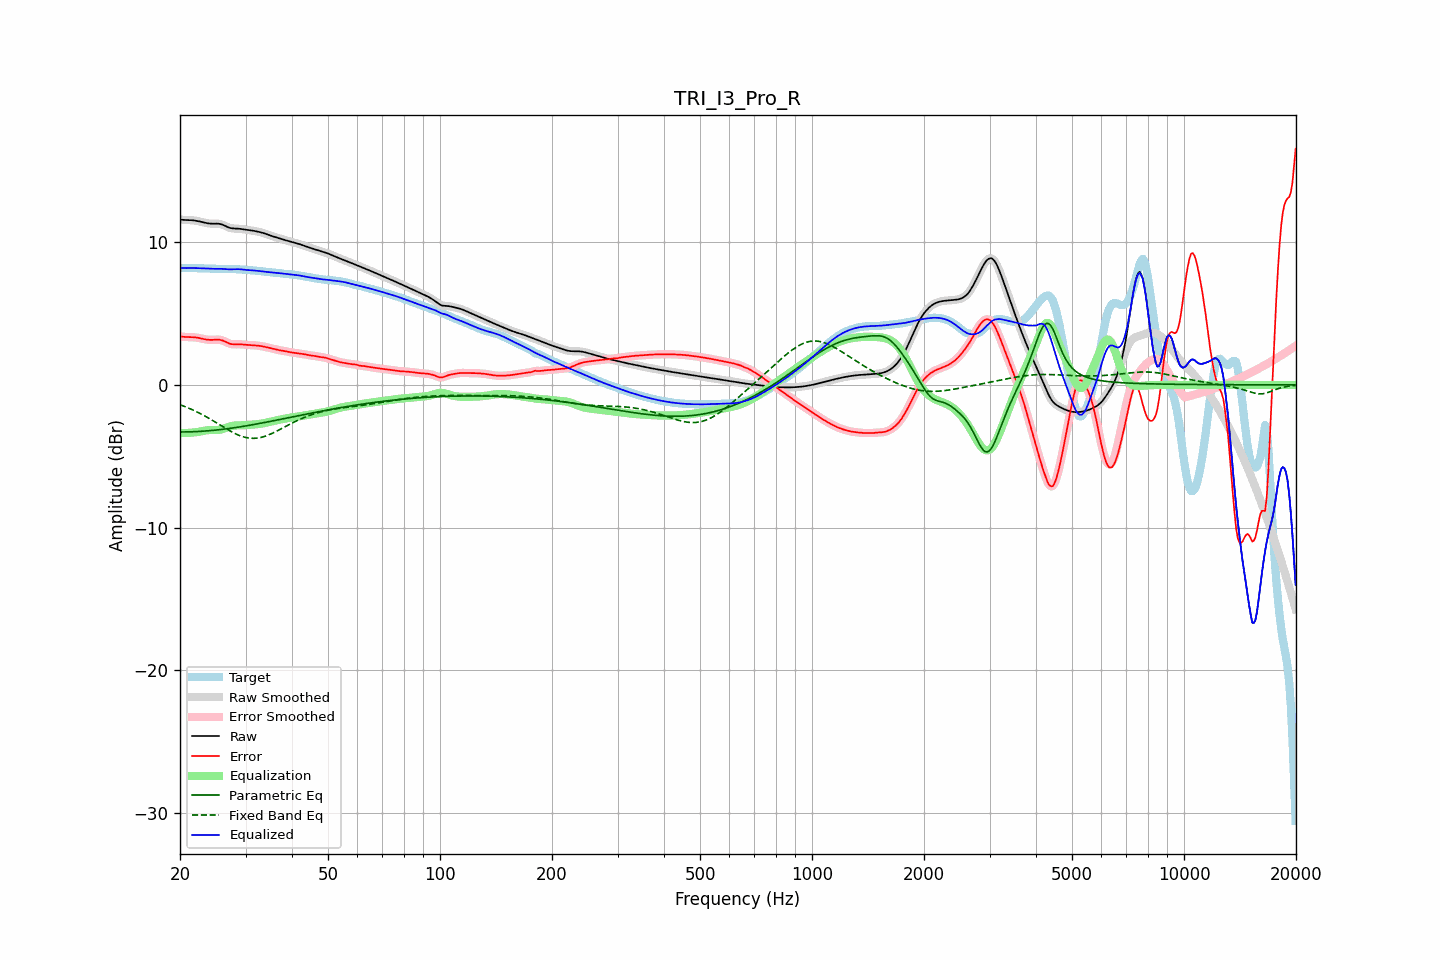 TRI_I3_Pro_R
10
0
−10
−20
−30
Amplitude (dBr)
Target
Raw Smoothed
Error Smoothed
Raw
Error
Equalization
Parametric Eq
Fixed Band Eq
Equalized
20 50 100 200 500 1000 2000 5000 10000 20000
Frequency (Hz)